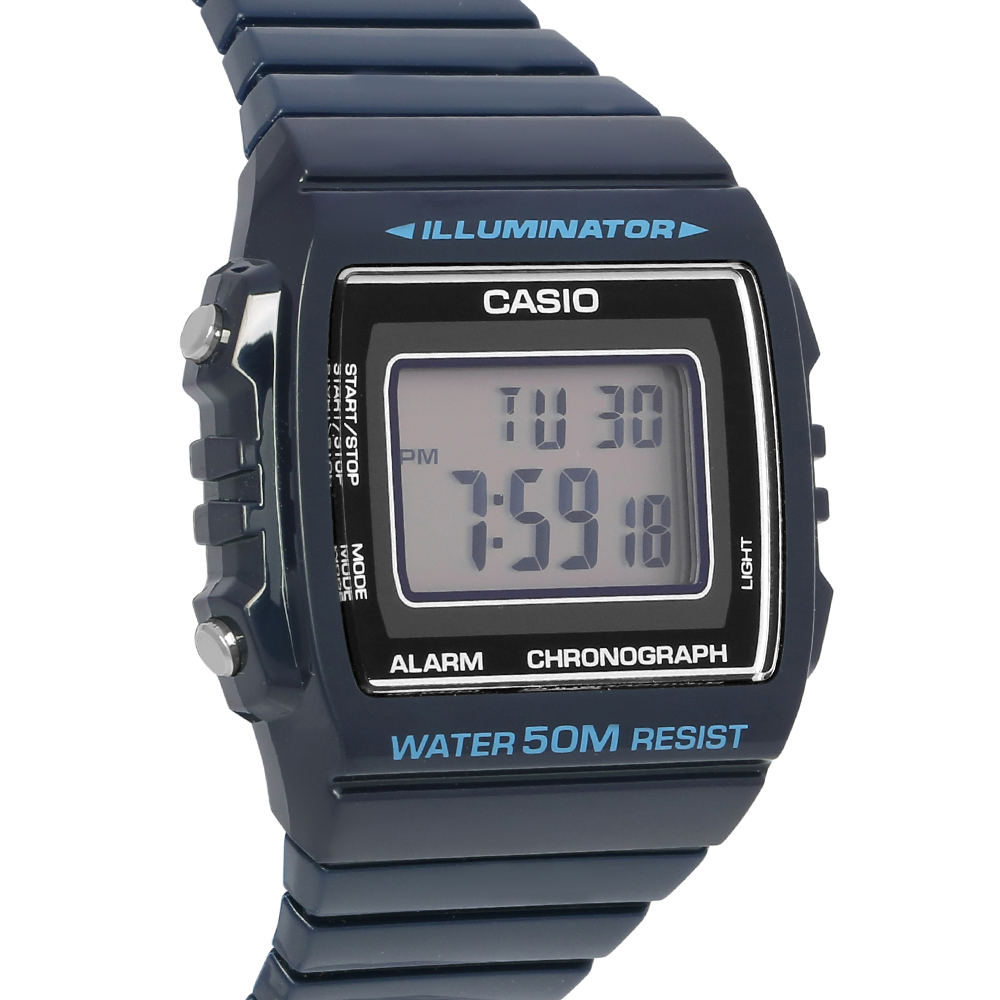 ◄ILLUMINATOR►
CASIO
START/STOP
TU 30
PM
7:59 18
MODE
LIGHT
ALARM CHRONOGRAPH
WATER 50M RESIST